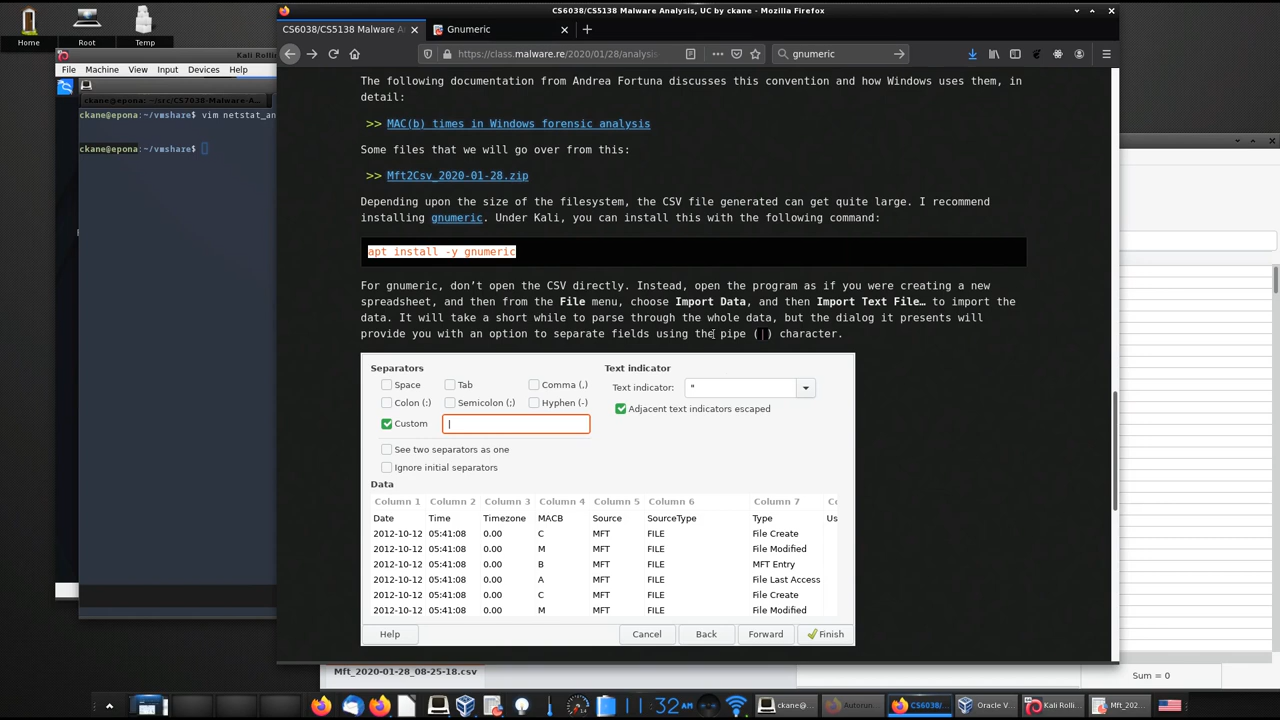 CS6038/CS5138 Malware Analysis, UC by ckane - Mozilla Firefox
Home
Root
Temp
CS6038/CS5138 Malware A
Gnumeric
Kali Rollin
https://class.malware.re/2020/01/28/analysis
gnumeric
File Machine View Input Devices Help
ckane@epona: ~/src/CS7038-Malware-A...
ckane@epona:~/vmshare$ vim netstat_an
ckane@epona:~/vmshare$
The following documentation from Andrea Fortuna discusses this convention and how Windows uses them, in
detail:
>> MAC(b) times in Windows forensic analysis
Some files that we will go over from this:
>> Mft2Csv_2020-01-28.zip
Depending upon the size of the filesystem, the CSV file generated can get quite large. I recommend
installing gnumeric. Under Kali, you can install this with the following command:
apt install -y gnumeric
For gnumeric, don’t open the CSV directly. Instead, open the program as if you were creating a new
spreadsheet, and then from the File menu, choose Import Data, and then Import Text File… to import the
data. It will take a short while to parse through the whole data, but the dialog it presents will
provide you with an option to separate fields using the pipe (|) character.
Separators
Text indicator
Space Tab Comma (,)
Text indicator: "
Colon (:) Semicolon (;) Hyphen (-)
Adjacent text indicators escaped
Custom |
See two separators as one
Ignore initial separators
Data
Column 1 Column 2 Column 3 Column 4 Column 5 Column 6 Column 7 Co
Date Time Timezone MACB Source SourceType Type Us
2012-10-12 05:41:08 0.00 C MFT FILE File Create
2012-10-12 05:41:08 0.00 M MFT FILE File Modified
2012-10-12 05:41:08 0.00 B MFT FILE MFT Entry
2012-10-12 05:41:08 0.00 A MFT FILE File Last Access
2012-10-12 05:41:08 0.00 C MFT FILE File Create
2012-10-12 05:41:08 0.00 M MFT FILE File Modified
Help Cancel Back Forward Finish
Mft_2020-01-28_08-25-18.csv
Sum = 0
32 AM
ckane@...
Autorun...
CS6038/...
Oracle V...
Kali Roll...
Mft_202...